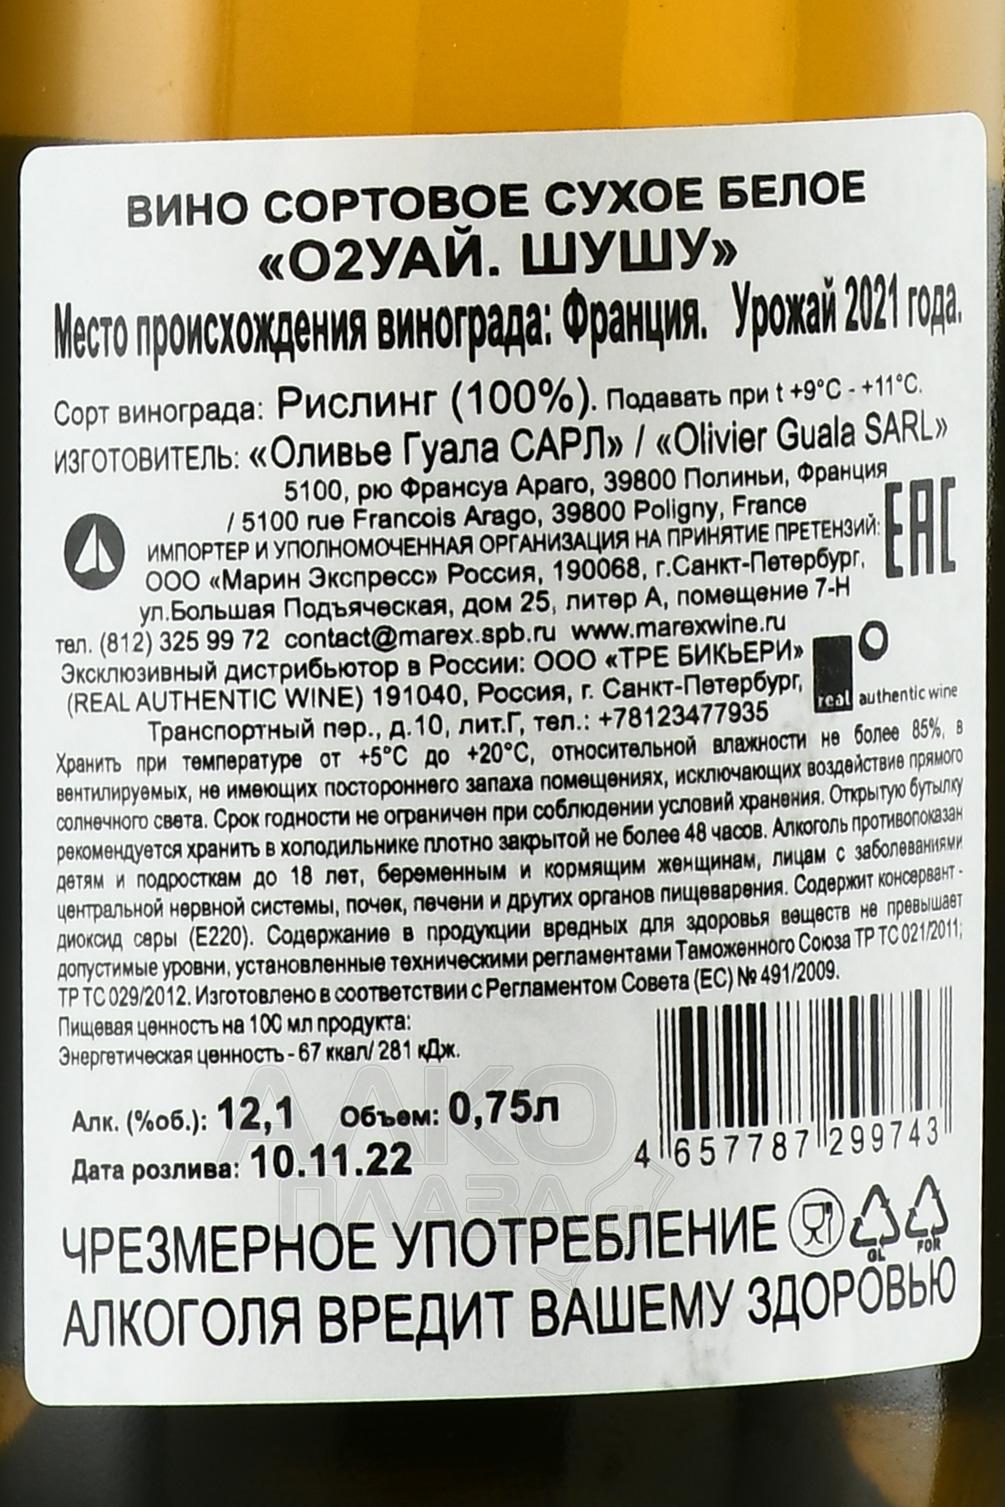 ВИНО СОРТОВОЕ СУХОЕ БЕЛОЕ
«О2УАЙ. ШУШУ»
Место происхождения винограда: Франция. Урожай 2021 года.
Сорт винограда: Рислинг (100%). Подавать при t +9°C - +11°C.
ИЗГОТОВИТЕЛЬ: «Оливье Гуала САРЛ» / «Olivier Guala SARL»
5100, рю Франсуа Араго, 39800 Полиньи, Франция
/ 5100 rue Francois Arago, 39800 Poligny, France
ИМПОРТЕР И УПОЛНОМОЧЕННАЯ ОРГАНИЗАЦИЯ НА ПРИНЯТИЕ ПРЕТЕНЗИЙ:
ООО «Марин Экспресс» Россия, 190068, г.Санкт-Петербург,
ул.Большая Подъяческая, дом 25, литер А, помещение 7-Н
тел. (812) 325 99 72 contact@marex.spb.ru www.marexwine.ru
EAC
Эксклюзивный дистрибьютор в России: ООО «ТРЕ БИКЬЕРИ»
(REAL AUTHENTIC WINE) 191040, Россия, г. Санкт-Петербург,
Транспортный пер., д.10, лит.Г, тел.: +78123477935
real authentic wine
Хранить при температуре от +5°C до +20°C, относительной влажности не более 85%, в
вентилируемых, не имеющих постороннего запаха помещениях, исключающих воздействие прямого
солнечного света. Срок годности не ограничен при соблюдении условий хранения. Открытую бутылку
рекомендуется хранить в холодильнике плотно закрытой не более 48 часов. Алкоголь противопоказан
детям и подросткам до 18 лет, беременным и кормящим женщинам, лицам с заболеваниями
центральной нервной системы, почек, печени и других органов пищеварения. Содержит консервант -
диоксид серы (Е220). Содержание в продукции вредных для здоровья веществ не превышает
допустимые уровни, установленные техническими регламентами Таможенного Союза ТР ТС 021/2011;
ТР ТС 029/2012. Изготовлено в соответствии с Регламентом Совета (ЕС) № 491/2009.
Пищевая ценность на 100 мл продукта:
Энергетическая ценность - 67 ккал/ 281 кДж.
Алк. (%об.): 12,1 Объем: 0,75л
Дата розлива: 10.11.22
4 657787 299743
АЛКО
ПЛАЗА.ru
ЧРЕЗМЕРНОЕ УПОТРЕБЛЕНИЕ
GL FOR
АЛКОГОЛЯ ВРЕДИТ ВАШЕМУ ЗДОРОВЬЮ